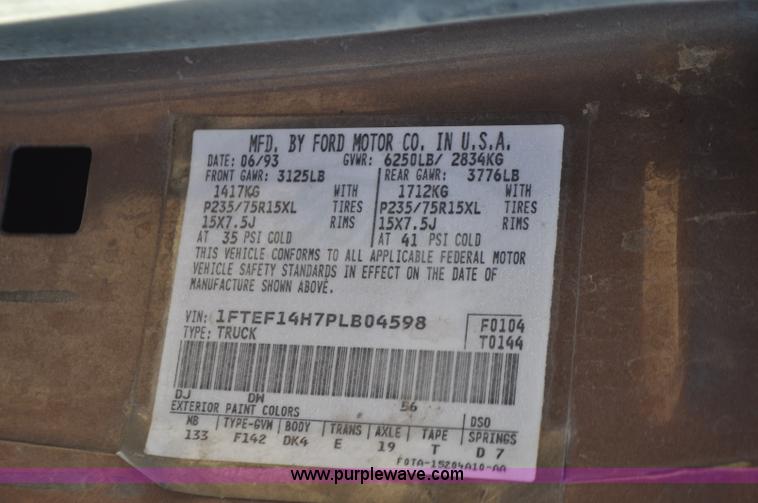 MFD. BY FORD MOTOR CO. IN U.S.A.
DATE: 06/93 GVWR: 6250LB/ 2834KG
FRONT GAWR: 3125LB REAR GAWR: 3776LB
1417KG WITH 1712KG WITH
P235/75R15XL TIRES P235/75R15XL TIRES
15X7.5J RIMS 15X7.5J RIMS
AT 35 PSI COLD AT 41 PSI COLD
THIS VEHICLE CONFORMS TO ALL APPLICABLE FEDERAL MOTOR
VEHICLE SAFETY STANDARDS IN EFFECT ON THE DATE OF
MANUFACTURE SHOWN ABOVE.
VIN: 1FTEF14H7PLB04598 F0104
TYPE: TRUCK T0144
DJ DW 56
EXTERIOR PAINT COLORS DSO
WB TYPE-GVW BODY TRANS AXLE TAPE SPRINGS
133 F142 DK4 E 19 T D 7
F0TA-15204A10-AA
www.purplewave.com